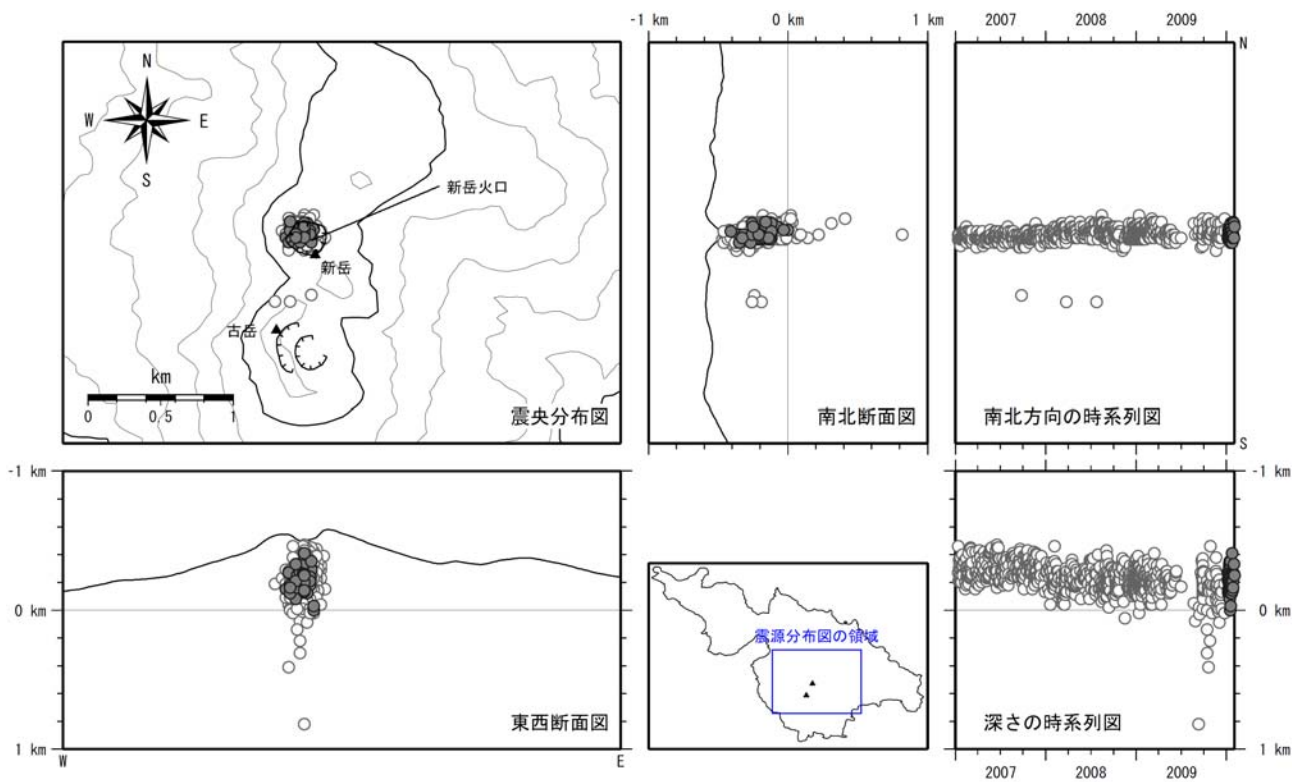 -1 km
0 km
1 km
2007
2008
2009
N
W
E
S
新岳火口
新岳
古岳
km
0
0 5
1
震央分布図
南北断面図
N
S
南北方向の時系列図
-1 km
0 km
1 km
W
E
東西断面図
震源分布図の領域
-1 km
0 km
1 km
深さの時系列図
2007
2008
2009